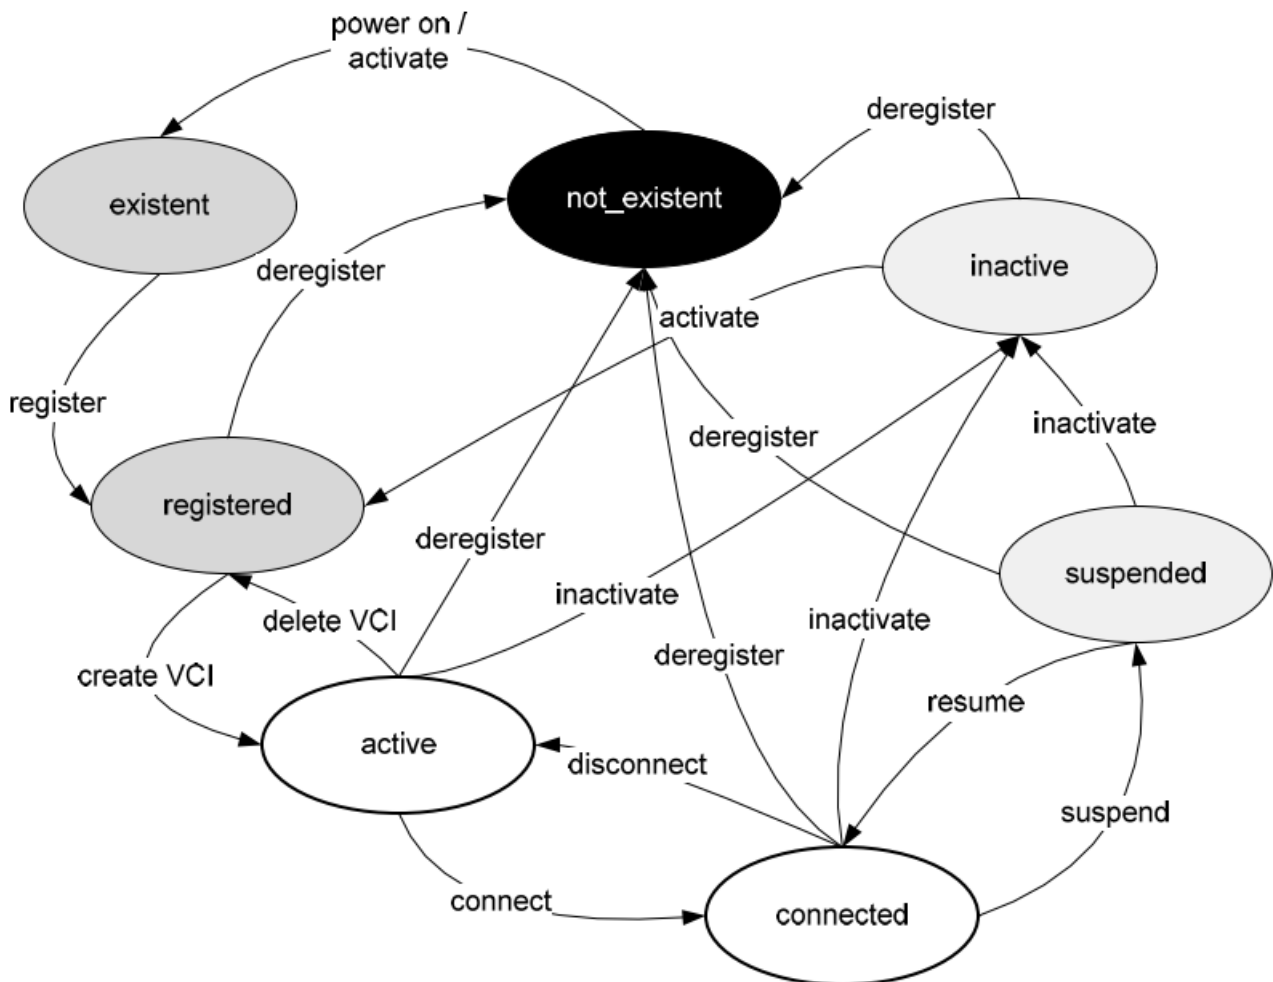 power on /
activate
deregister
existent
not_existent
inactive
deregister
activate
register
inactivate
deregister
registered
deregister
suspended
inactivate
inactivate
delete VCI
deregister
create VCI
resume
active
disconnect
suspend
connect
connected